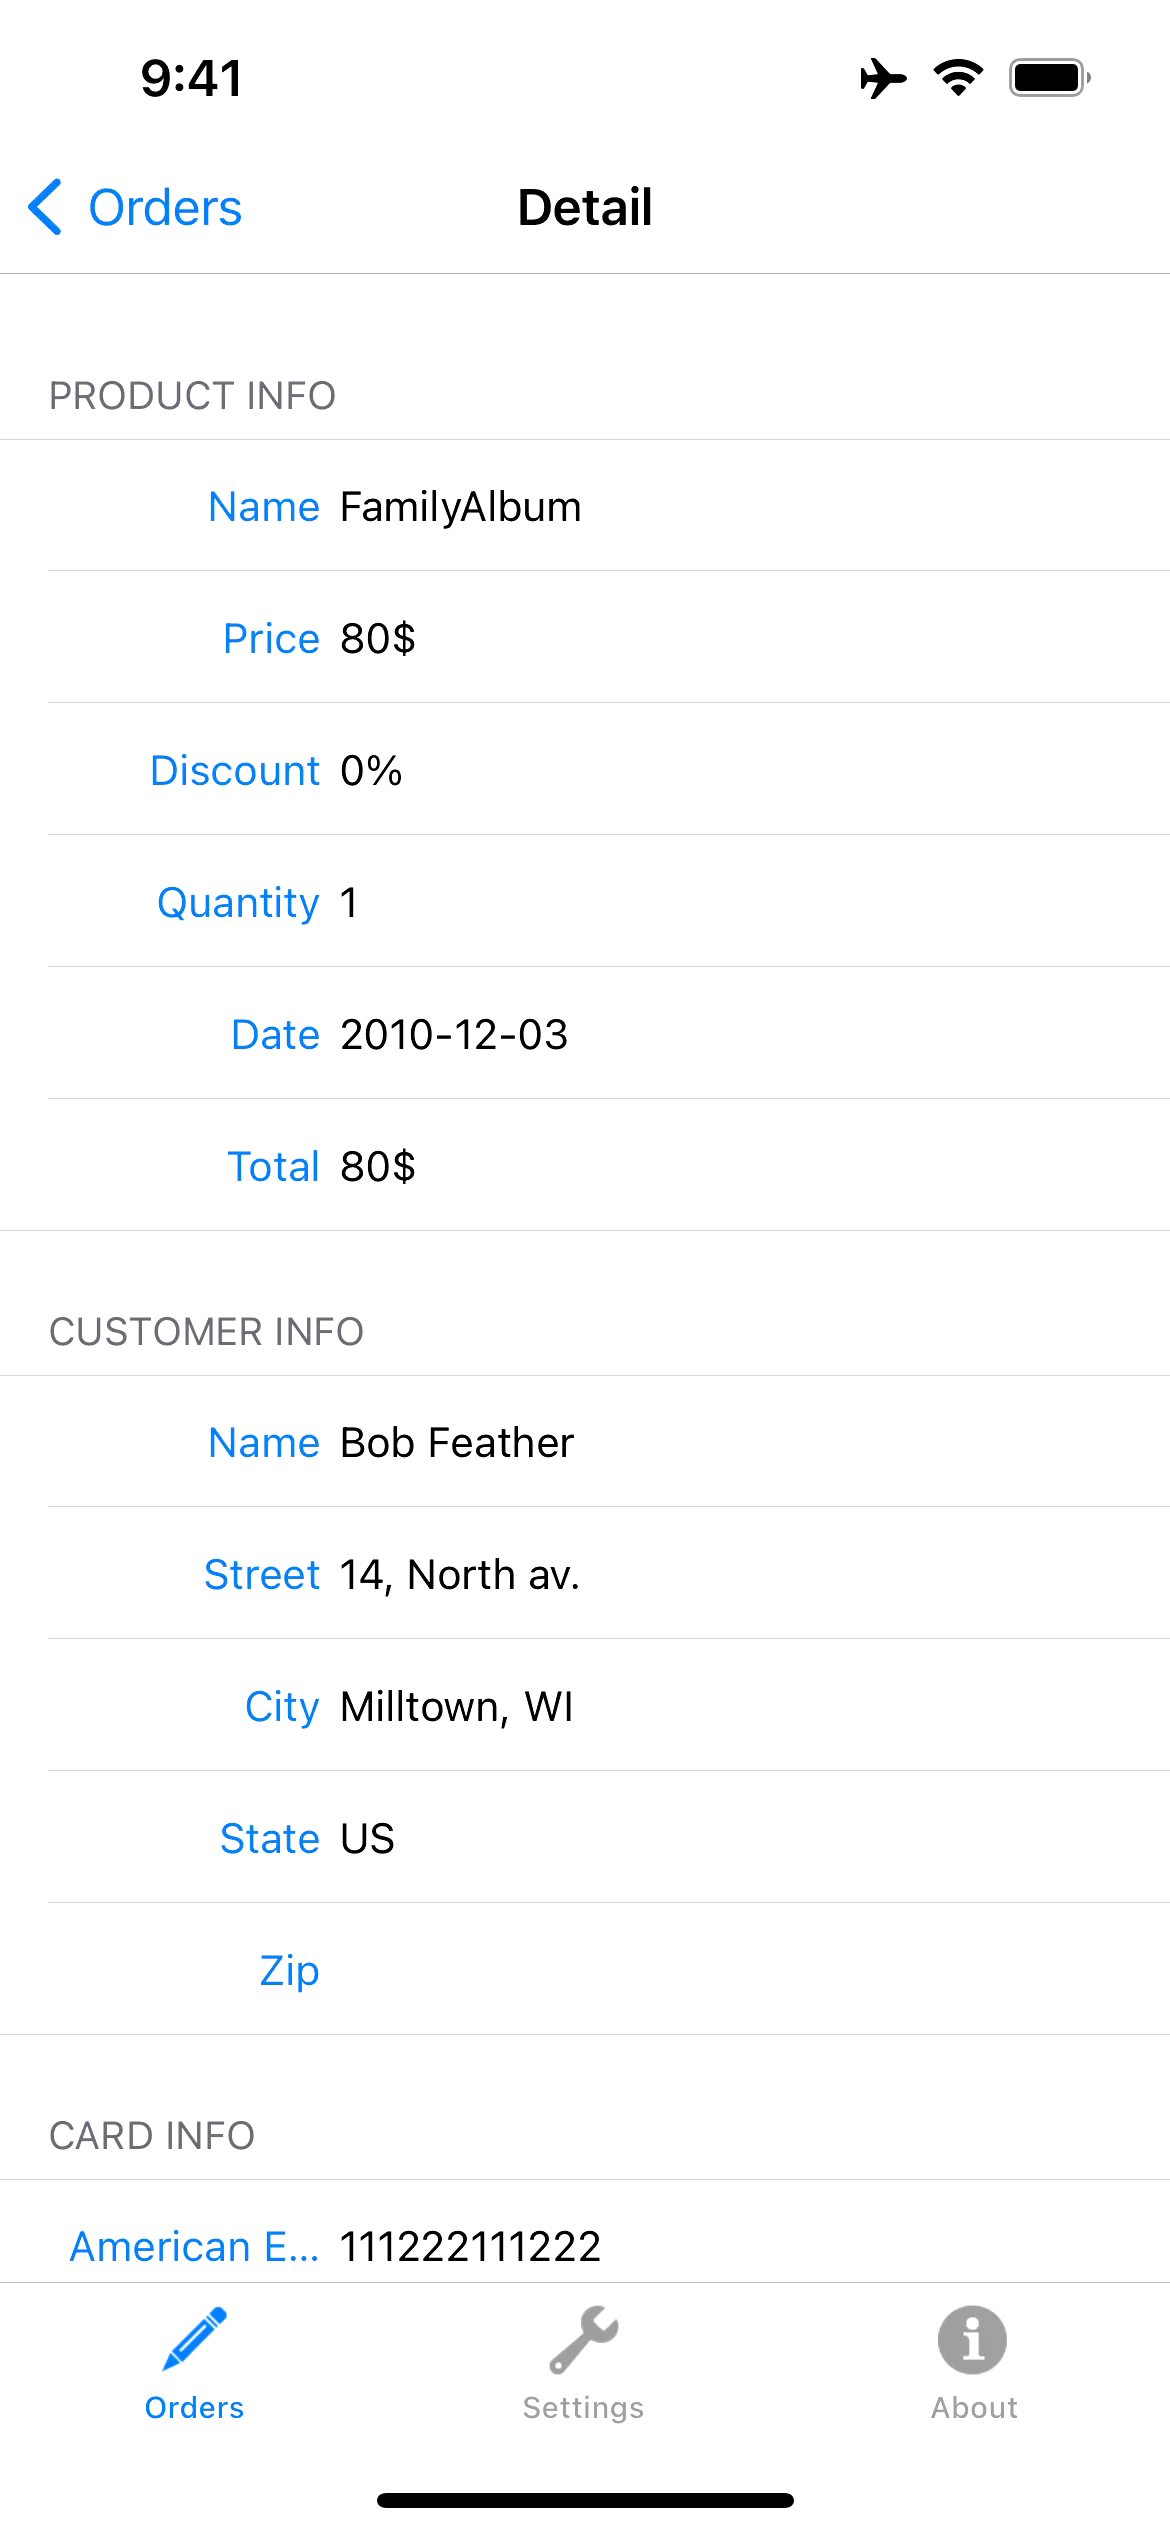 9:41
Orders
Detail
PRODUCT INFO
Name FamilyAlbum
Price 80$
Discount 0%
Quantity 1
Date 2010-12-03
Total 80$
CUSTOMER INFO
Name Bob Feather
Street 14, North av.
City Milltown, WI
State US
Zip
CARD INFO
American E... 111222111222
Orders
Settings
About